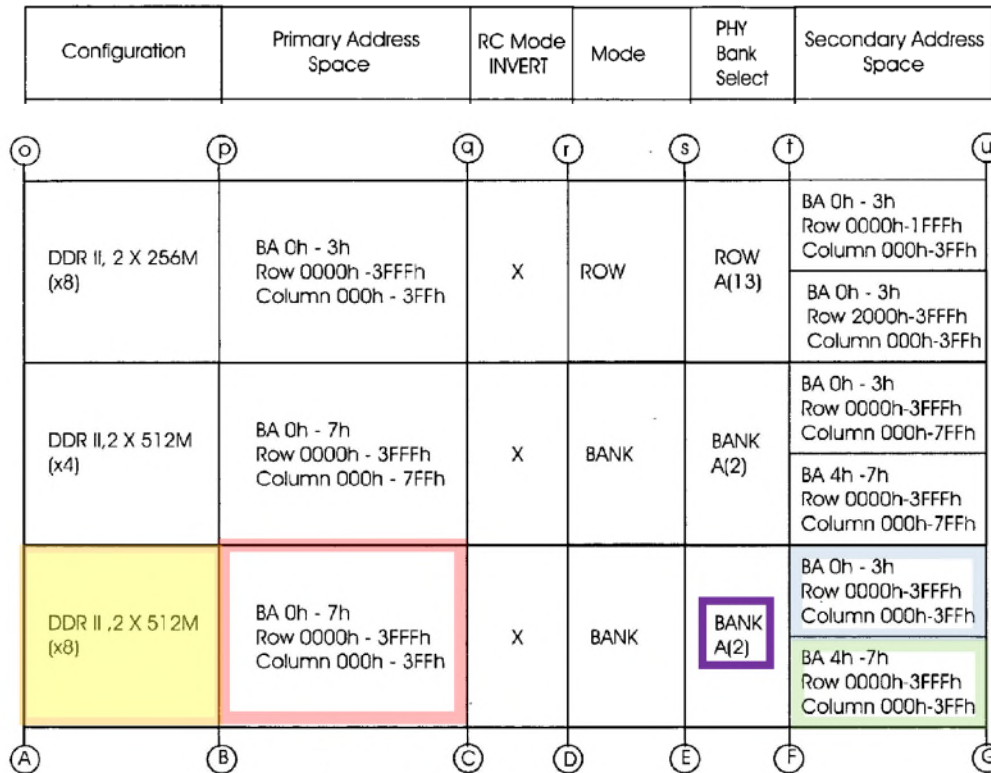 Configuration
Primary Address
Space
RC Mode
INVERT
Mode
PHY
Bank
Select
Secondary Address
Space
o
p
q
r
s
t
u
DDR II, 2 X 256M
(x8)
BA 0h - 3h
Row 0000h -3FFFh
Column 000h - 3FFh
X
ROW
ROW
A(13)
BA 0h - 3h
Row 0000h-1FFFh
Column 000h-3FFh
BA 0h - 3h
Row 2000h-3FFFh
Column 000h-3FFh
DDR II,2 X 512M
(x4)
BA 0h - 7h
Row 0000h - 3FFFh
Column 000h - 7FFh
X
BANK
BANK
A(2)
BA 0h - 3h
Row 0000h-3FFFh
Column 000h-7FFh
BA 4h -7h
Row 0000h-3FFFh
Column 000h-7FFh
DDR II ,2 X 512M
(x8)
BA 0h - 7h
Row 0000h - 3FFFh
Column 000h - 3FFh
X
BANK
BANK
A(2)
BA 0h - 3h
Row 0000h-3FFFh
Column 000h-3FFh
BA 4h -7h
Row 0000h-3FFFh
Column 000h-3FFh
A
B
C
D
E
F
G